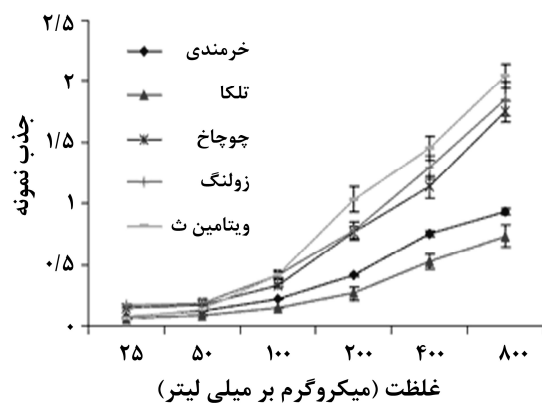 ۲/۵
۲
۱/۵
۱
۰/۵
۰
جذب نمونه
خرمندی
تلکا
چوچاخ
زولنگ
ویتامین ث
۲۵ ۵۰ ۱۰۰ ۲۰۰ ۴۰۰ ۸۰۰
غلظت (میکروگرم بر میلی لیتر)